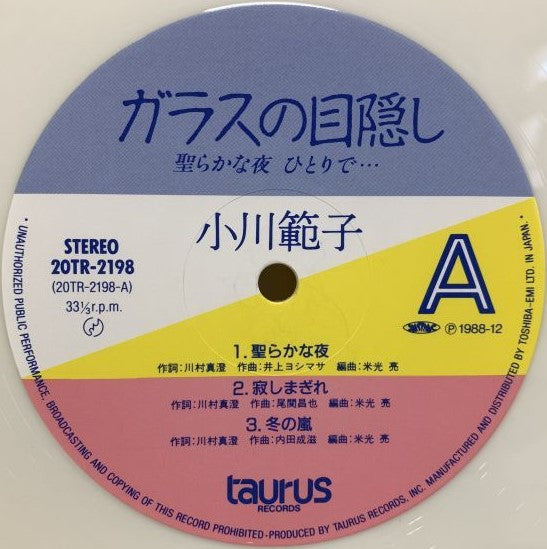 ガラスの目隠し
聖らかな夜 ひとりで…
小川範子
STEREO
20TR-2198
(20TR-2198-A)
33⅓r.p.m.
A
Ⓟ1988-12
1. 聖らかな夜
作詞:川村真澄 作曲:井上ヨシマサ 編曲:米光 亮
2. 寂しまぎれ
作詞:川村真澄 作曲:尾関昌也 編曲:米光 亮
3. 冬の嵐
作詞:川村真澄 作曲:内田成滋 編曲:米光 亮
taurus
RECORDS
• UNAUTHORIZED PUBLIC PERFORMANCE, BROADCASTING AND COPYING OF THIS RECORD PROHIBITED • PRODUCED BY TAURUS RECORDS, INC. MANUFACTURED AND DISTRIBUTED BY TOSHIBA-EMI LTD. IN JAPAN. •